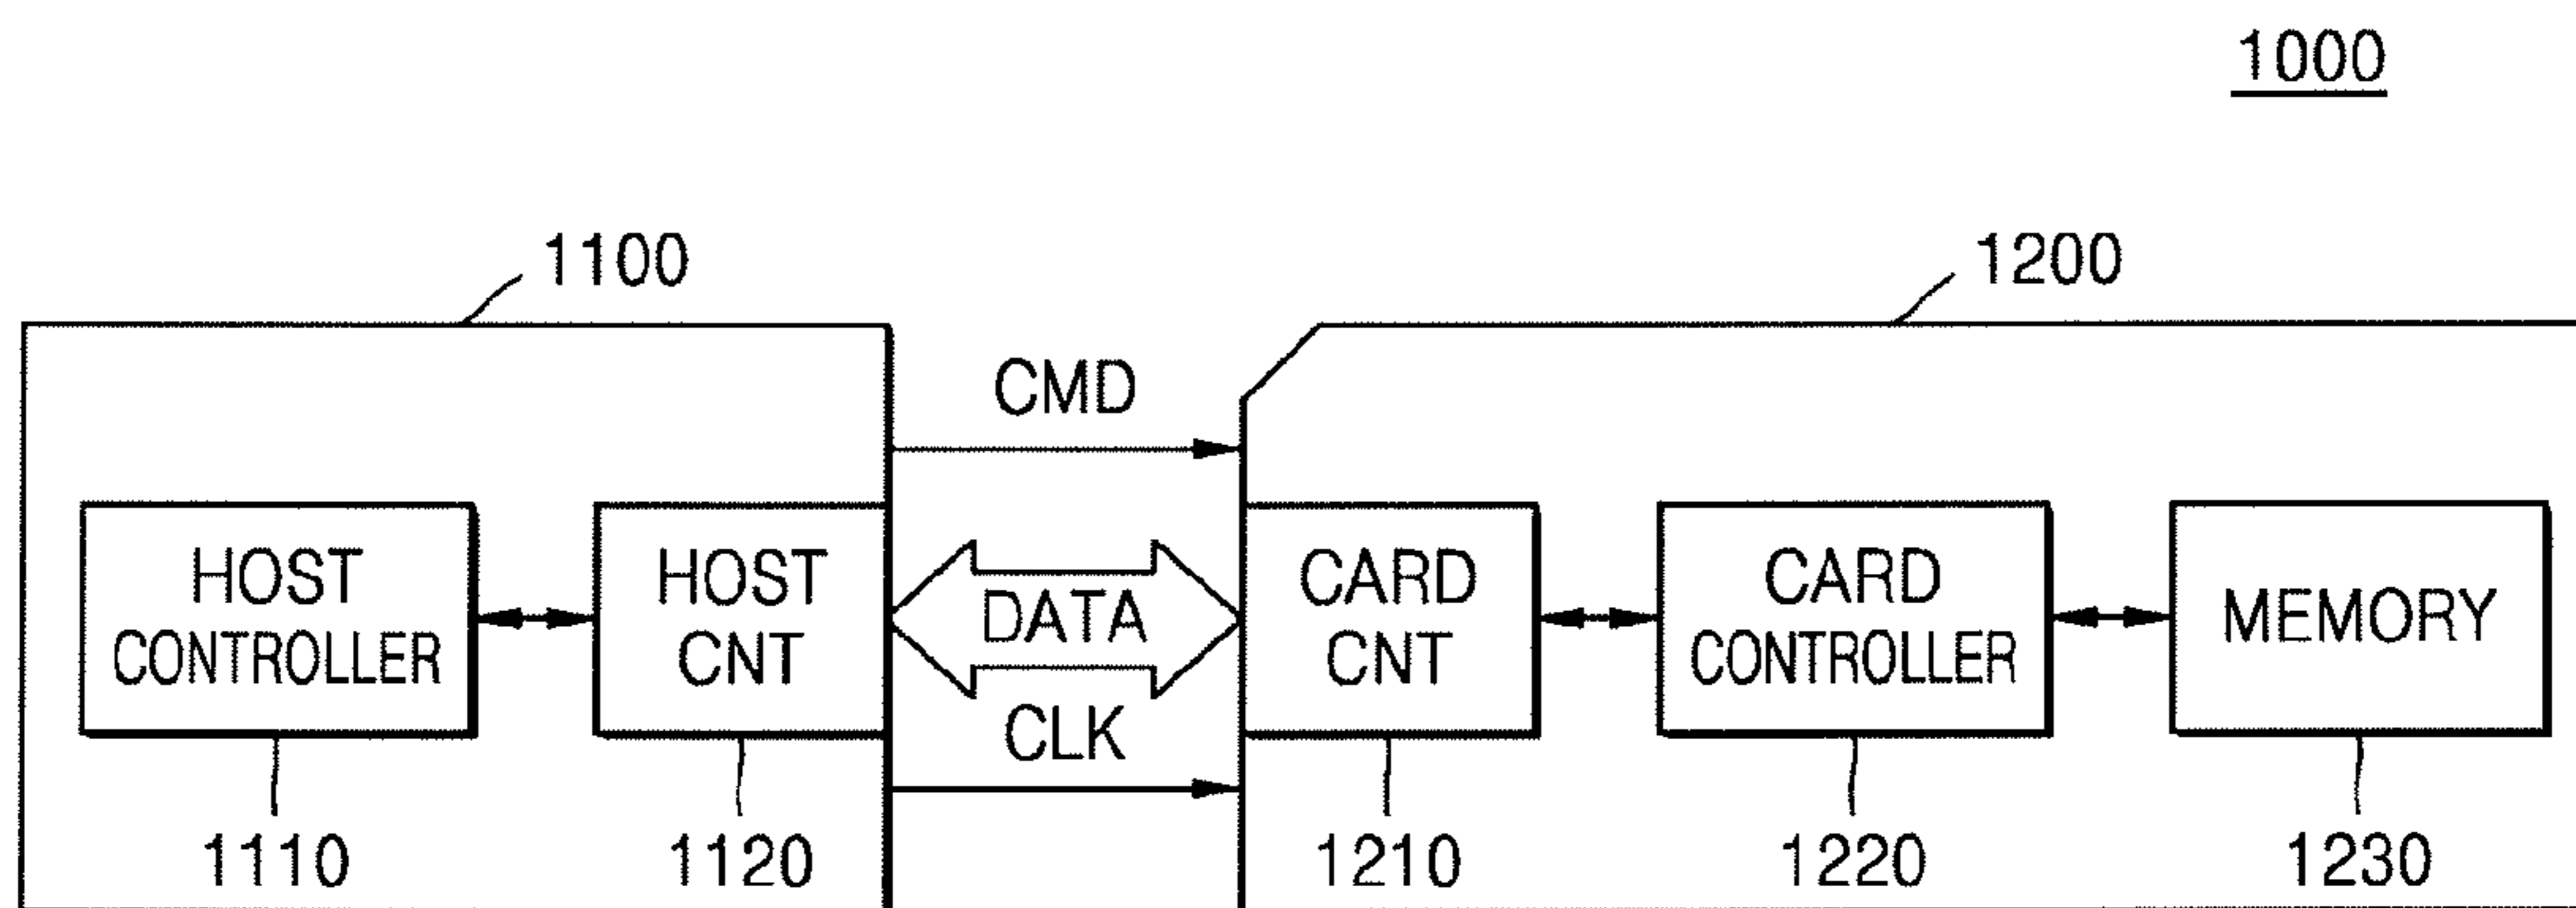 1000
1100
1200
CMD
HOST
CONTROLLER
HOST
CNT
DATA
CARD
CNT
CARD
CONTROLLER
MEMORY
CLK
1110
1120
1210
1220
1230